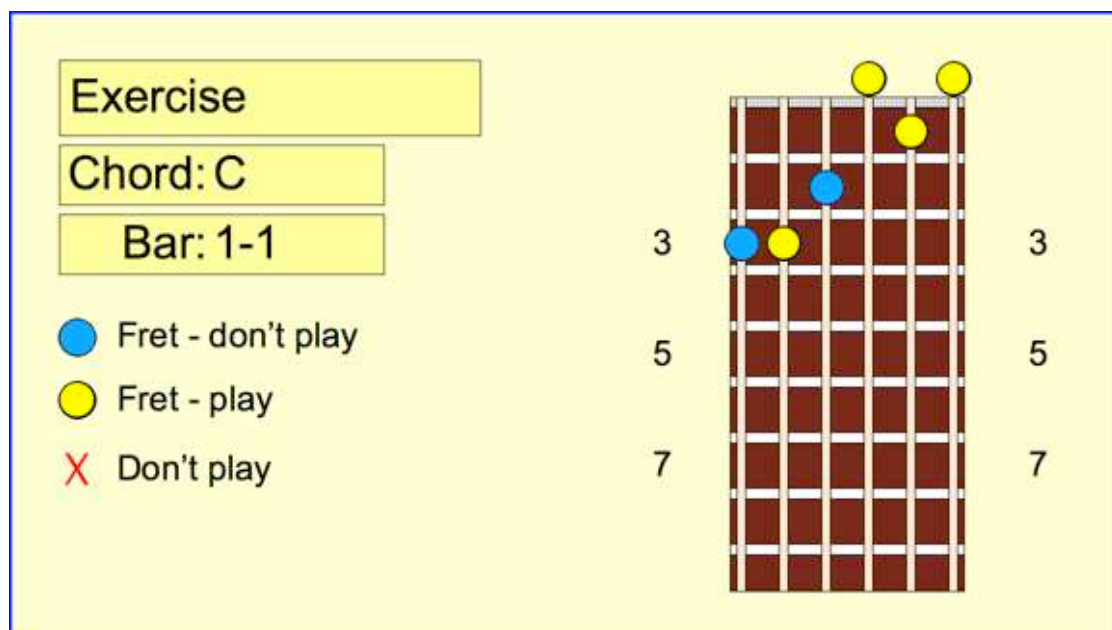 Exercise
Chord: C
Bar: 1-1
Fret - don't play
Fret - play
X Don't play
3 3
5 5
7 7